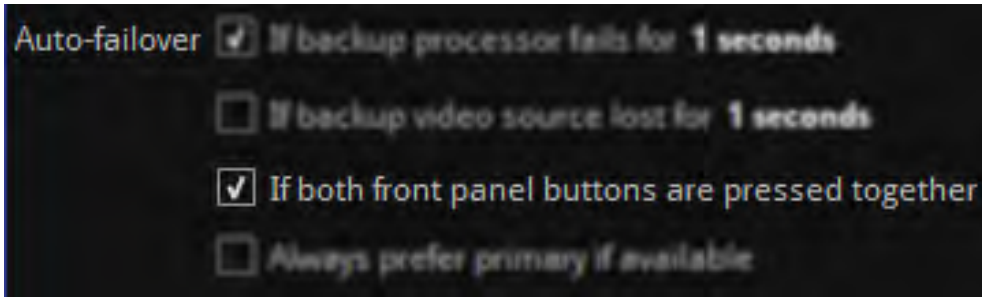 Auto-failover If backup processor fails for 1 seconds
If backup video source lost for 1 seconds
If both front panel buttons are pressed together
Always prefer primary if available